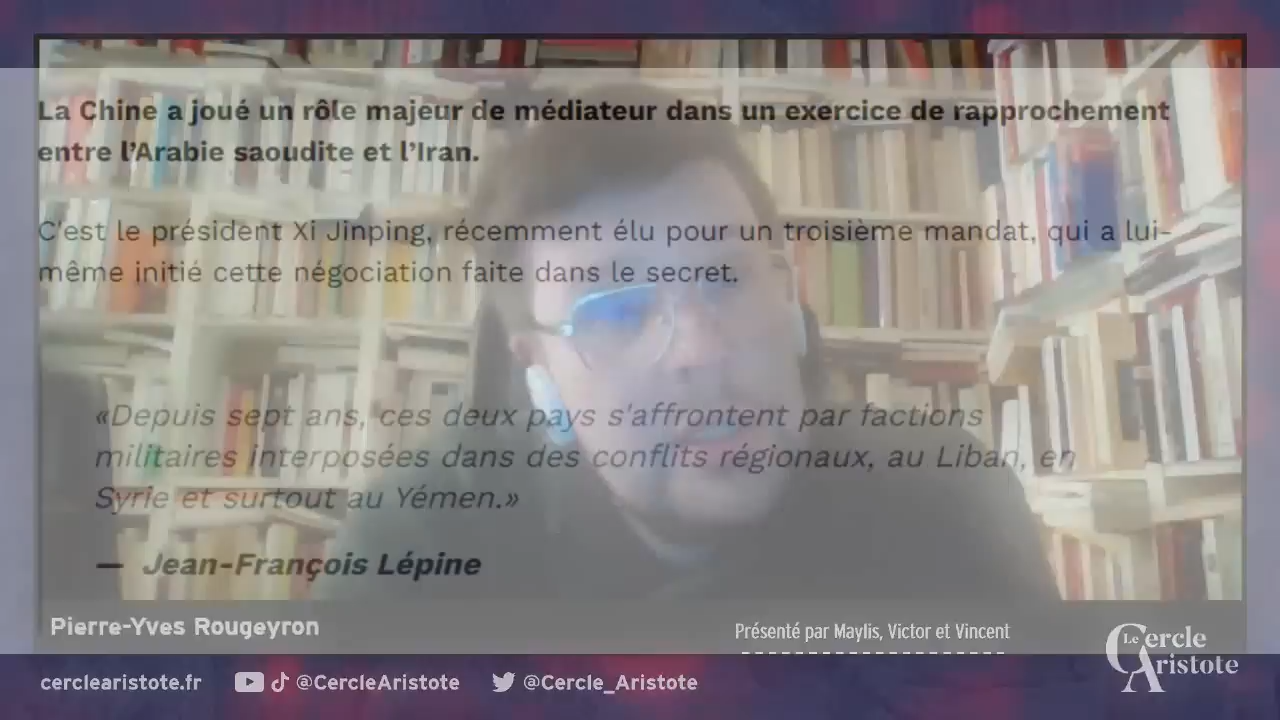 La Chine a joué un rôle majeur de médiateur dans un exercice de rapprochement
entre l'Arabie saoudite et l'Iran.
C'est le président Xi Jinping, récemment élu pour un troisième mandat, qui a lui-
même initié cette négociation faite dans le secret.
«Depuis sept ans, ces deux pays s'affrontent par factions
militaires interposées dans des conflits régionaux, au Liban, en
Syrie et surtout au Yémen.»
— Jean-François Lépine
Pierre-Yves Rougeyron
Présenté par Maylis, Victor et Vincent
Le Cercle
Aristote
cerclearistote.fr
@CercleAristote
@Cercle_Aristote